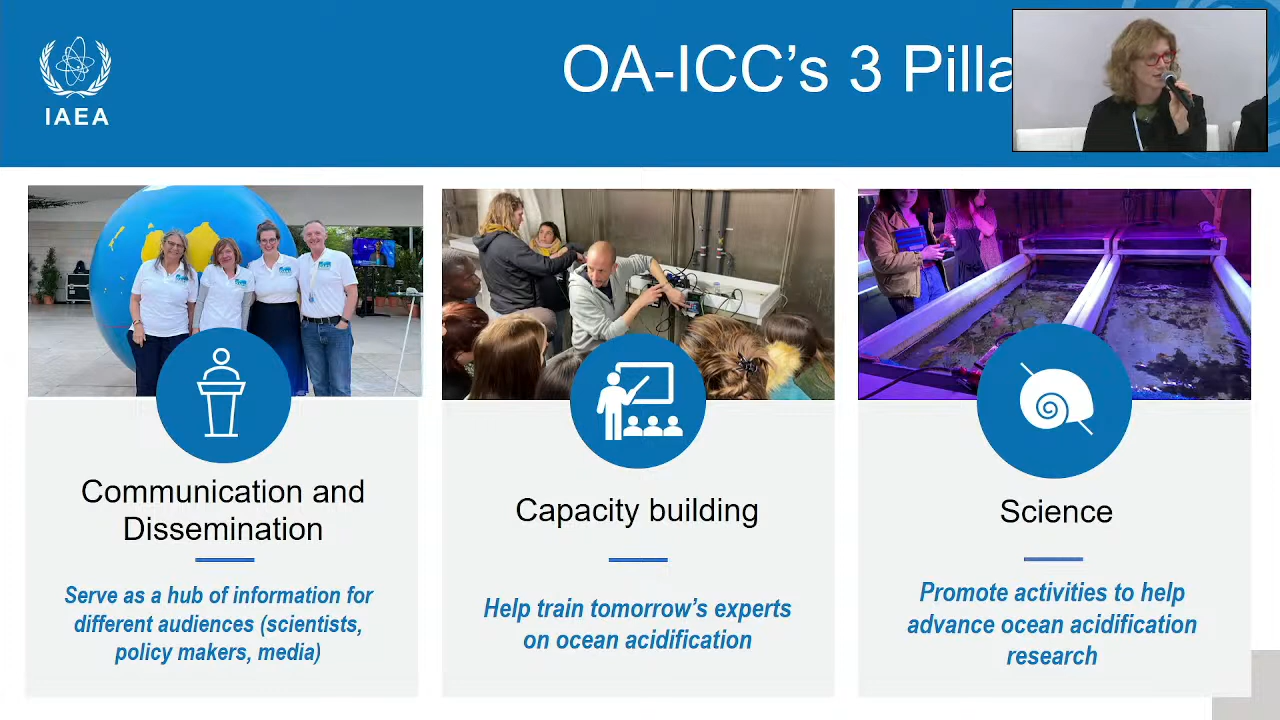 IAEA
OA-ICC's 3 Pilla
Communication and
Dissemination
Serve as a hub of information for
different audiences (scientists,
policy makers, media)
Capacity building
Help train tomorrow's experts
on ocean acidification
Science
Promote activities to help
advance ocean acidification
research